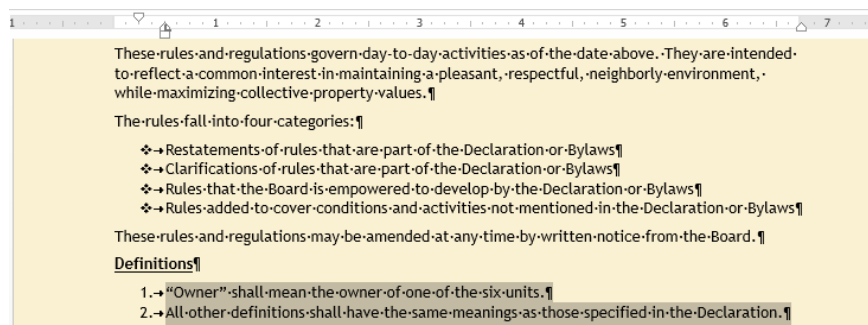 1 1 2 3 4 5 6 7
These rules and regulations govern day-to-day activities as of the date above. They are intended
to reflect a common interest in maintaining a pleasant, respectful, neighborly environment,
while maximizing collective property values.¶
The rules fall into four categories:¶
❖→Restatements of rules that are part of the Declaration or Bylaws¶
❖→Clarifications of rules that are part of the Declaration or Bylaws¶
❖→Rules that the Board is empowered to develop by the Declaration or Bylaws¶
❖→Rules added to cover conditions and activities not mentioned in the Declaration or Bylaws¶
These rules and regulations may be amended at any time by written notice from the Board.¶
Definitions¶
1.→“Owner” shall mean the owner of one of the six units.¶
2.→All other definitions shall have the same meanings as those specified in the Declaration.¶